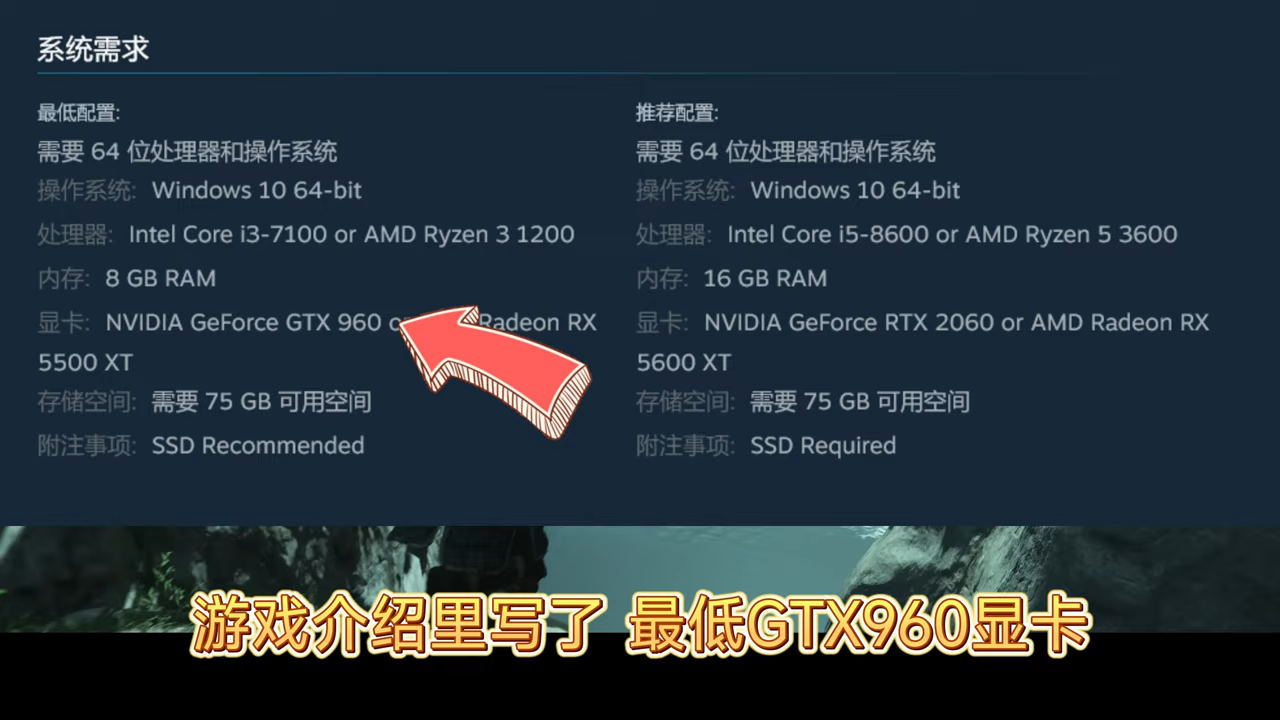 系统需求
最低配置:
需要 64 位处理器和操作系统
操作系统: Windows 10 64-bit
处理器: Intel Core i3-7100 or AMD Ryzen 3 1200
内存: 8 GB RAM
显卡: NVIDIA GeForce GTX 960 Radeon RX
5500 XT
存储空间: 需要 75 GB 可用空间
附注事项: SSD Recommended
推荐配置:
需要 64 位处理器和操作系统
操作系统: Windows 10 64-bit
处理器: Intel Core i5-8600 or AMD Ryzen 5 3600
内存: 16 GB RAM
显卡: NVIDIA GeForce RTX 2060 or AMD Radeon RX
5600 XT
存储空间: 需要 75 GB 可用空间
附注事项: SSD Required
游戏介绍里写了 最低GTX960显卡